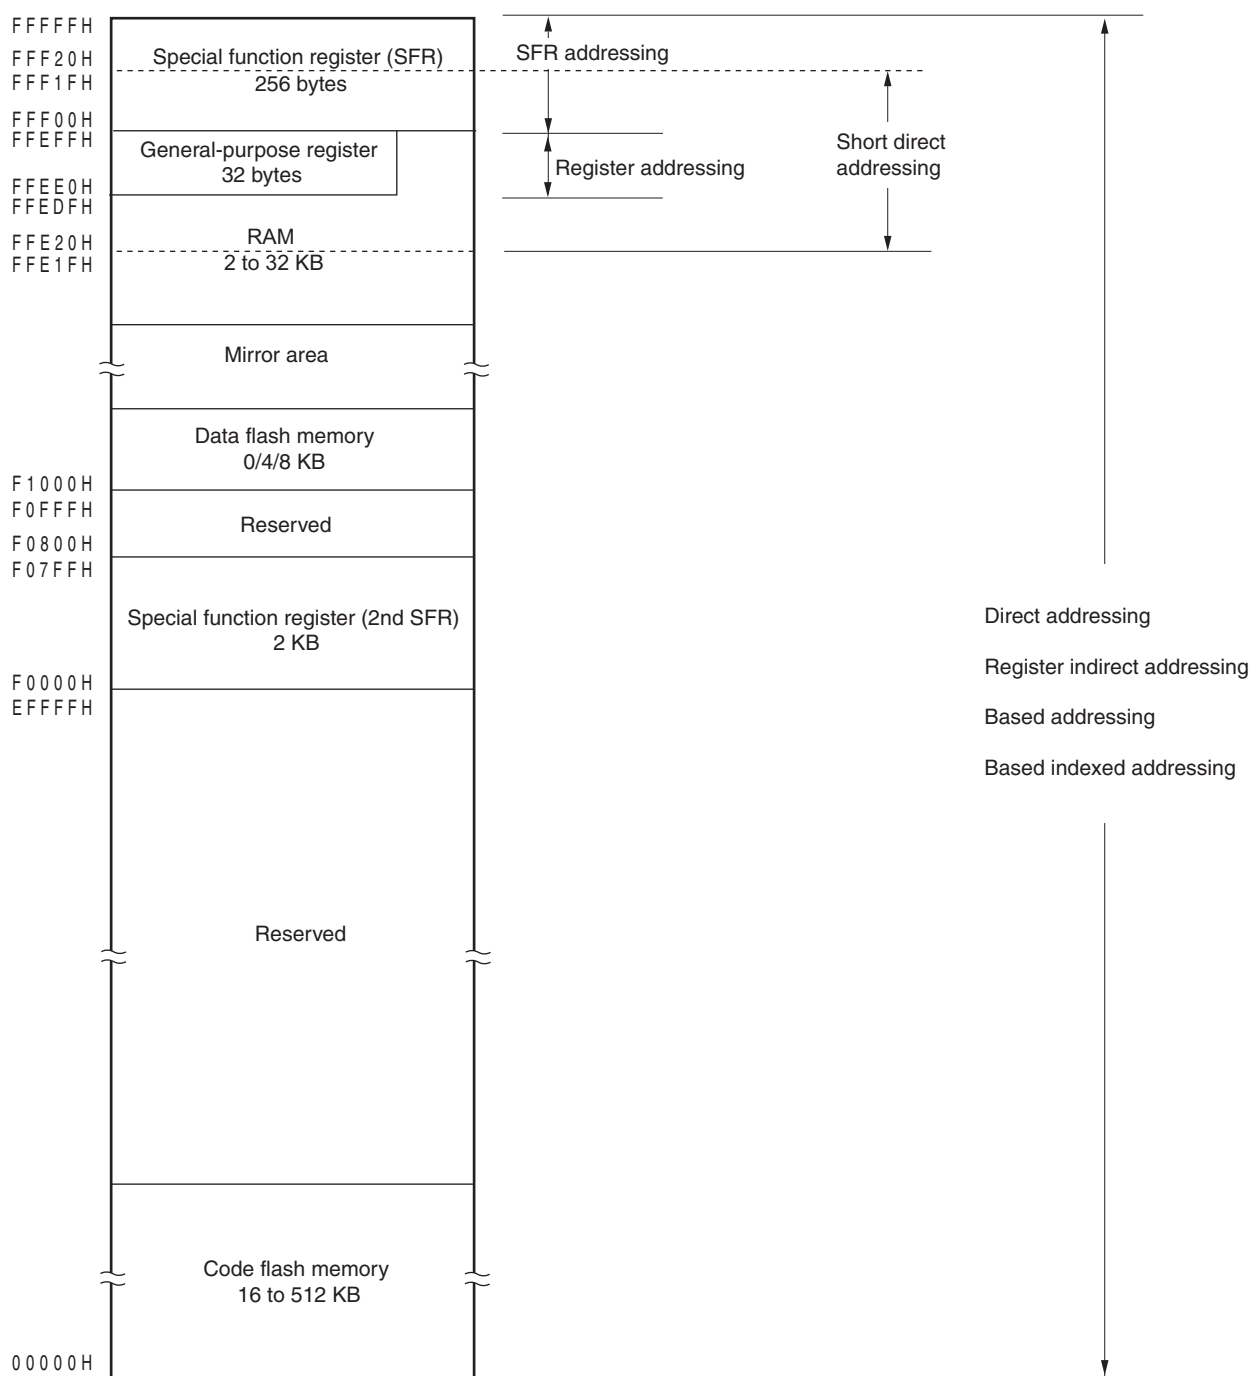 FFFFFH
FFF20H
FFF1FH
FFF00H
FFEFFH
FFEE0H
FFEDFH
FFE20H
FFE1FH
F1000H
F0FFFH
F0800H
F07FFH
F0000H
EFFFFH
00000H
Special function register (SFR)
256 bytes
General-purpose register
32 bytes
RAM
2 to 32 KB
Mirror area
Data flash memory
0/4/8 KB
Reserved
Special function register (2nd SFR)
2 KB
Reserved
Code flash memory
16 to 512 KB
SFR addressing
Register addressing
Short direct
addressing
Direct addressing
Register indirect addressing
Based addressing
Based indexed addressing